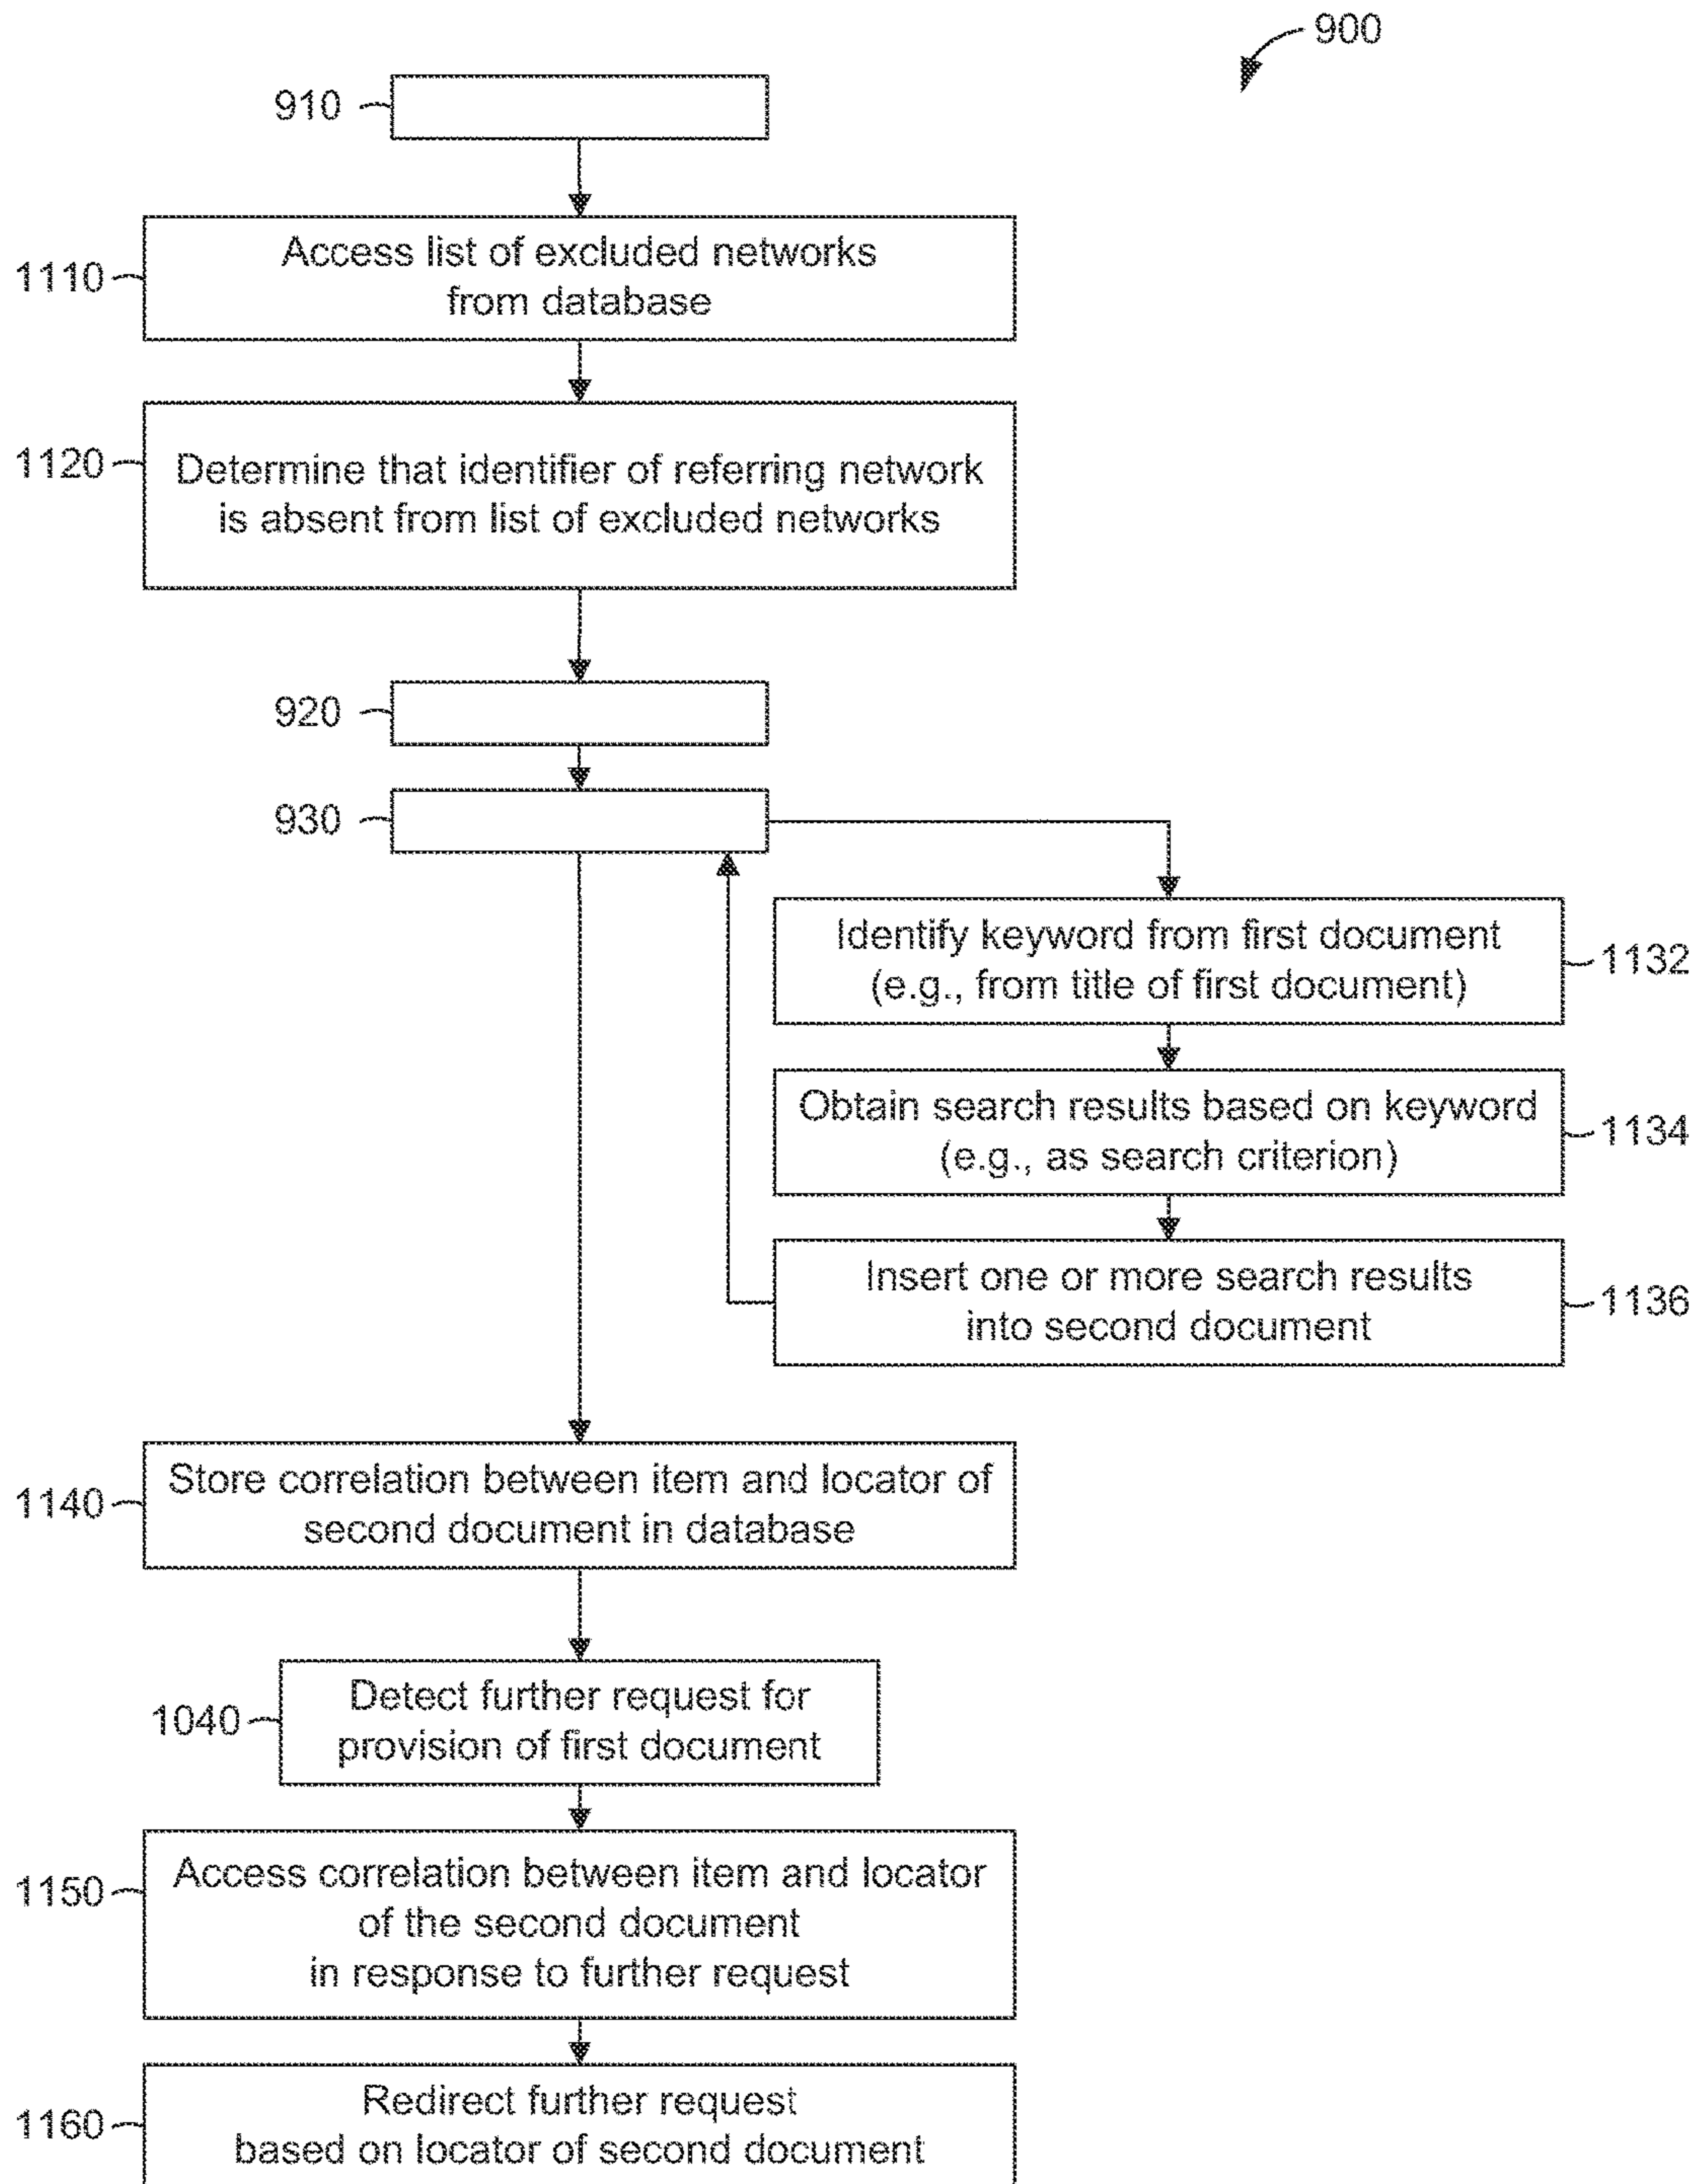 900
910
1110
Access list of excluded networks
from database
1120
Determine that identifier of referring network
is absent from list of excluded networks
920
930
Identify keyword from first document
(e.g., from title of first document)
1132
Obtain search results based on keyword
(e.g., as search criterion)
1134
Insert one or more search results
into second document
1136
1140
Store correlation between item and locator of
second document in database
1040
Detect further request for
provision of first document
1150
Access correlation between item and locator
of the second document
in response to further request
1160
Redirect further request
based on locator of second document